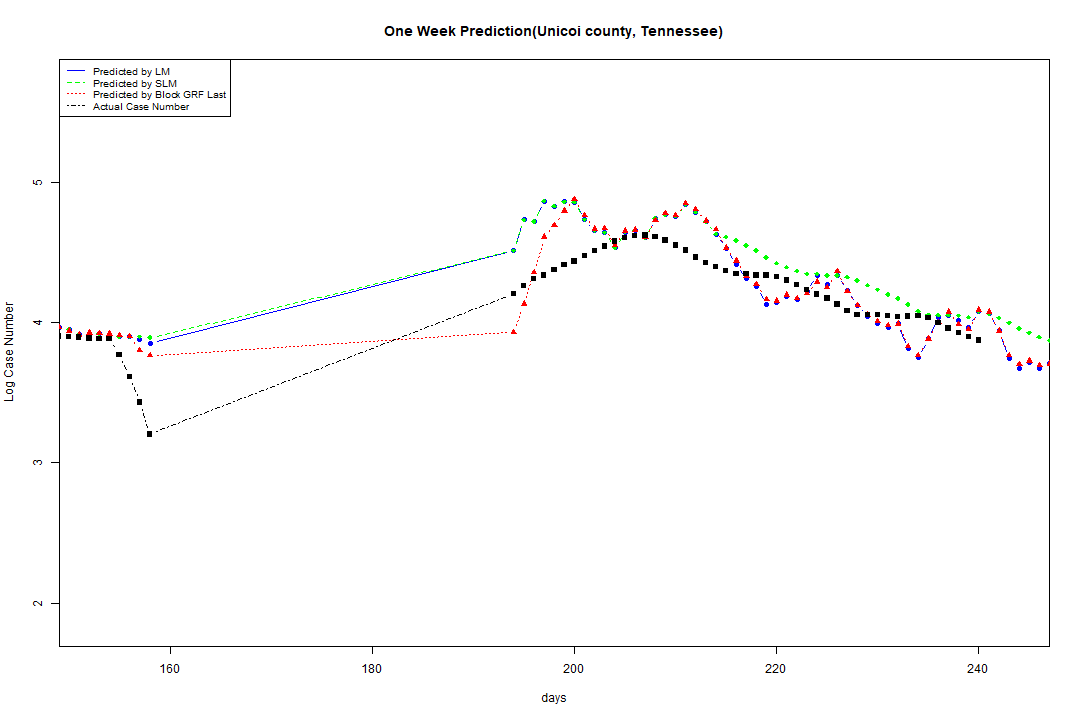 One Week Prediction(Unicoi county, Tennessee)
Predicted by LM
Predicted by SLM
Predicted by Block GRF Last
Actual Case Number
5
4
3
2
Log Case Number
160 180 200 220 240
days